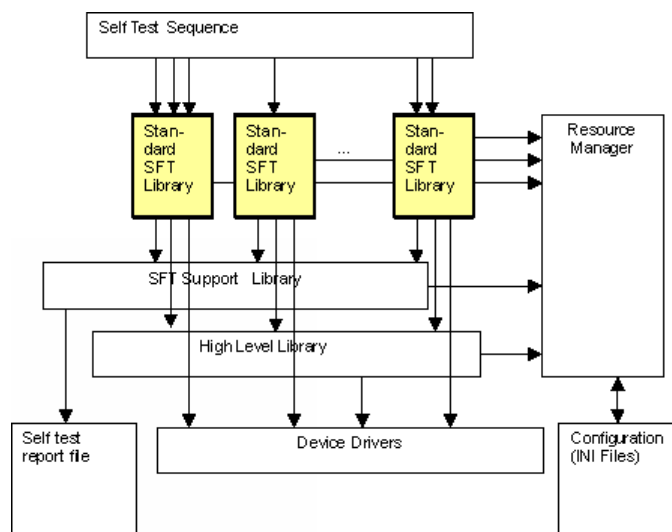 Self Test Sequence
Stan-
dard
SFT
Library
Stan-
dard
SFT
Library
...
Stan-
dard
SFT
Library
Resource
Manager
SFT Support Library
High Level Library
Self test
report file
Device Drivers
Configuration
(INI Files)